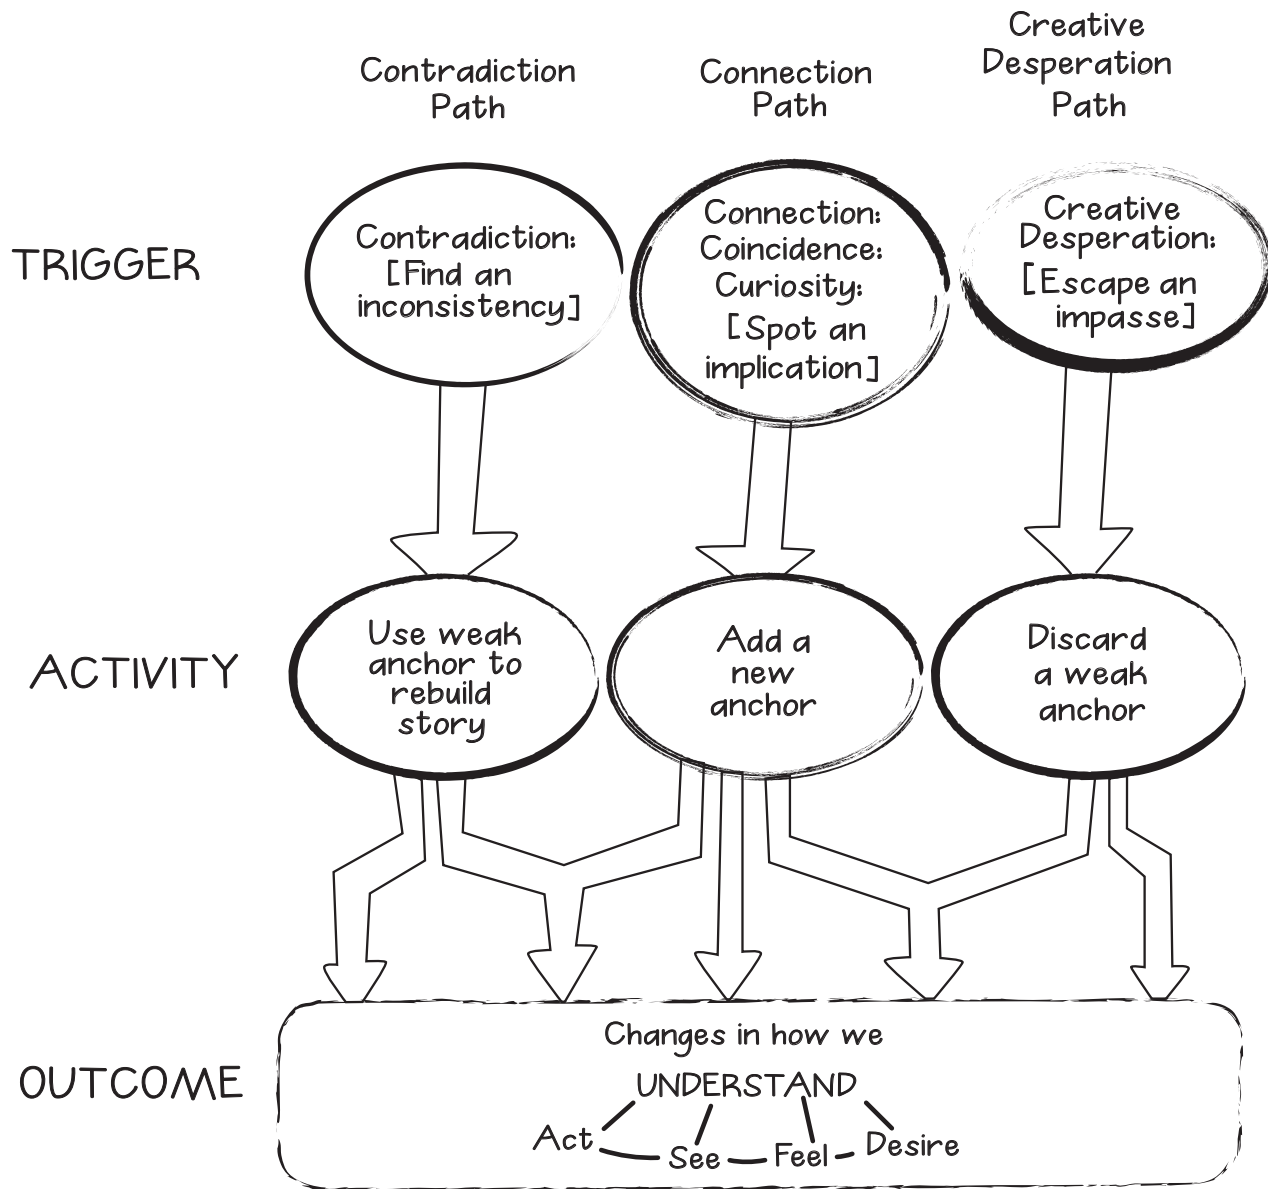 Contradiction
Path
Connection
Path
Creative
Desperation
Path
TRIGGER
Contradiction:
[Find an
inconsistency]
Connection:
Coincidence:
Curiosity:
[Spot an
implication]
Creative
Desperation:
[Escape an
impasse]
ACTIVITY
Use weak
anchor to
rebuild
story
Add a
new
anchor
Discard
a weak
anchor
OUTCOME
Changes in how we
UNDERSTAND
Act
See
Feel
Desire